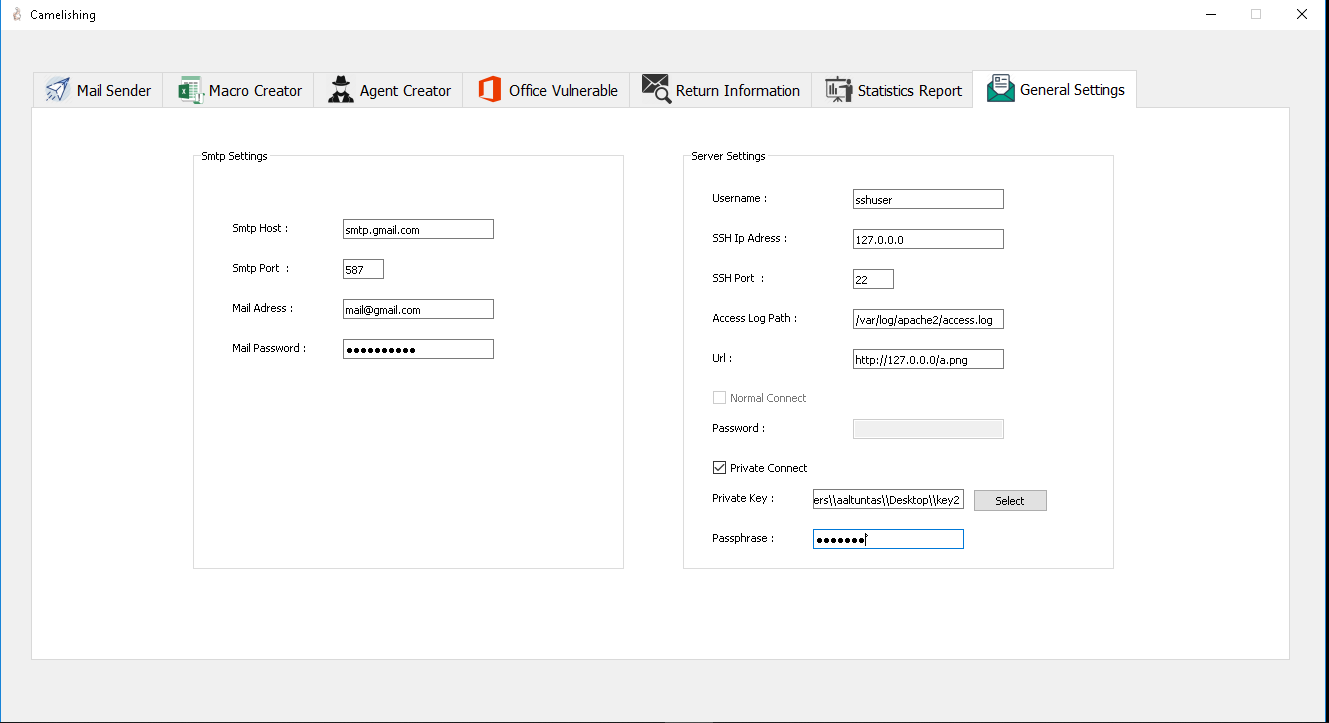 Camelishing
Mail Sender
Macro Creator
Agent Creator
Office Vulnerable
Return Information
Statistics Report
General Settings
Smtp Settings
Smtp Host :
smtp.gmail.com
Smtp Port :
587
Mail Adress :
mail@gmail.com
Mail Password :
●●●●●●●●●●
Server Settings
Username :
sshuser
SSH Ip Adress :
127.0.0.0
SSH Port :
22
Access Log Path :
/var/log/apache2/access.log
Url :
http://127.0.0.0/a.png
Normal Connect
Password :
Private Connect
Private Key :
ers\\aaltuntas\\Desktop\\key2
Select
Passphrase :
●●●●●●●